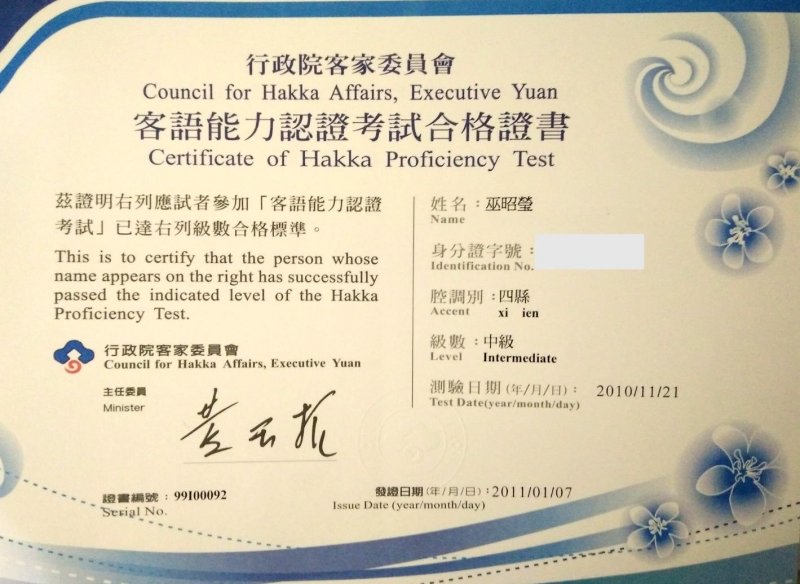 行政院客家委員會
Council for Hakka Affairs, Executive Yuan
客語能力認證考試合格證書
Certificate of Hakka Proficiency Test
茲證明右列應試者參加「客語能力認證
考試」已達右列級數合格標準。
This is to certify that the person whose
name appears on the right has successfully
passed the indicated level of the Hakka
Proficiency Test.
行政院客家委員會
Council for Hakka Affairs, Executive Yuan
主任委員
Minister
黃玉振
證書編號：99I00092
Serial No.
姓名：巫昭瑩
Name
身分證字號：
Identification No.
腔調別：四縣
Accent xi ien
級數：中級
Level Intermediate
測驗日期(年/月/日)：2010/11/21
Test Date(year/month/day)
發證日期(年/月/日)：2011/01/07
Issue Date (year/month/day)